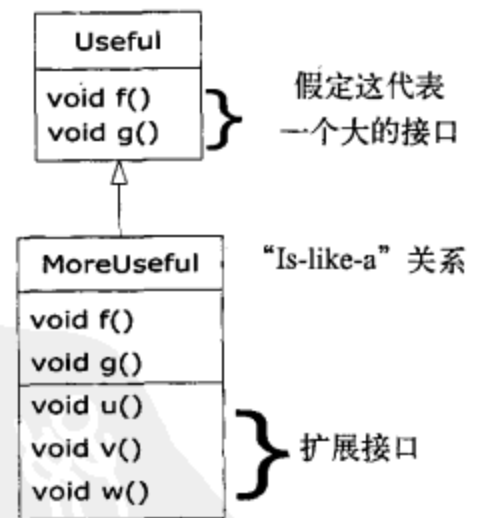 Useful
void f()
void g()
假定这代表
一个大的接口
MoreUseful
“Is-like-a”关系
void f()
void g()
void u()
void v()
void w()
扩展接口